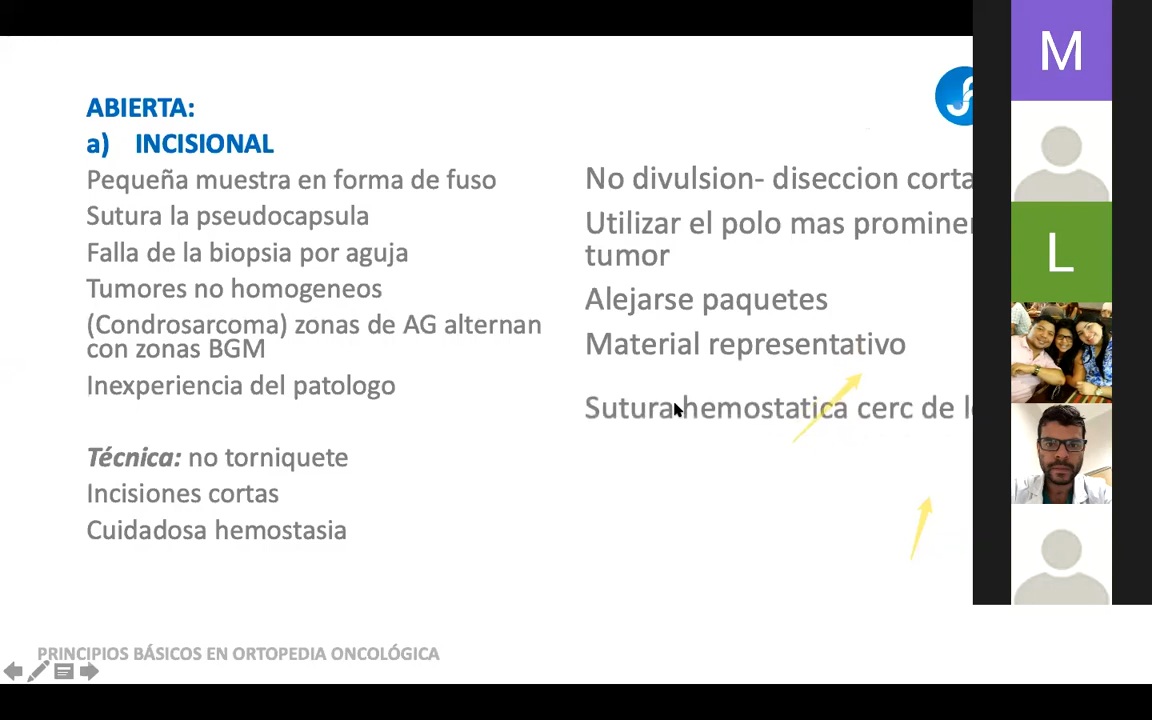 ABIERTA:
a) INCISIONAL
Pequeña muestra en forma de fuso
Sutura la pseudocapsula
Falla de la biopsia por aguja
Tumores no homogeneos
(Condrosarcoma) zonas de AG alternan
con zonas BGM
Inexperiencia del patologo
Técnica: no torniquete
Incisiones cortas
Cuidadosa hemostasia
No divulsion- diseccion
Utilizar el polo mas
tumor
Alejarse paquetes
Material representativo
Sutura hemostatica cerc de
PRINCIPIOS BÁSICOS EN ORTOPEDIA ONCOLÓGICA
M
L